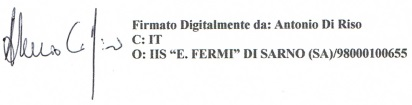 Firmato Digitalmente da: Antonio Di Riso
C: IT
O: IIS “E. FERMI” DI SARNO (SA)/98000100655